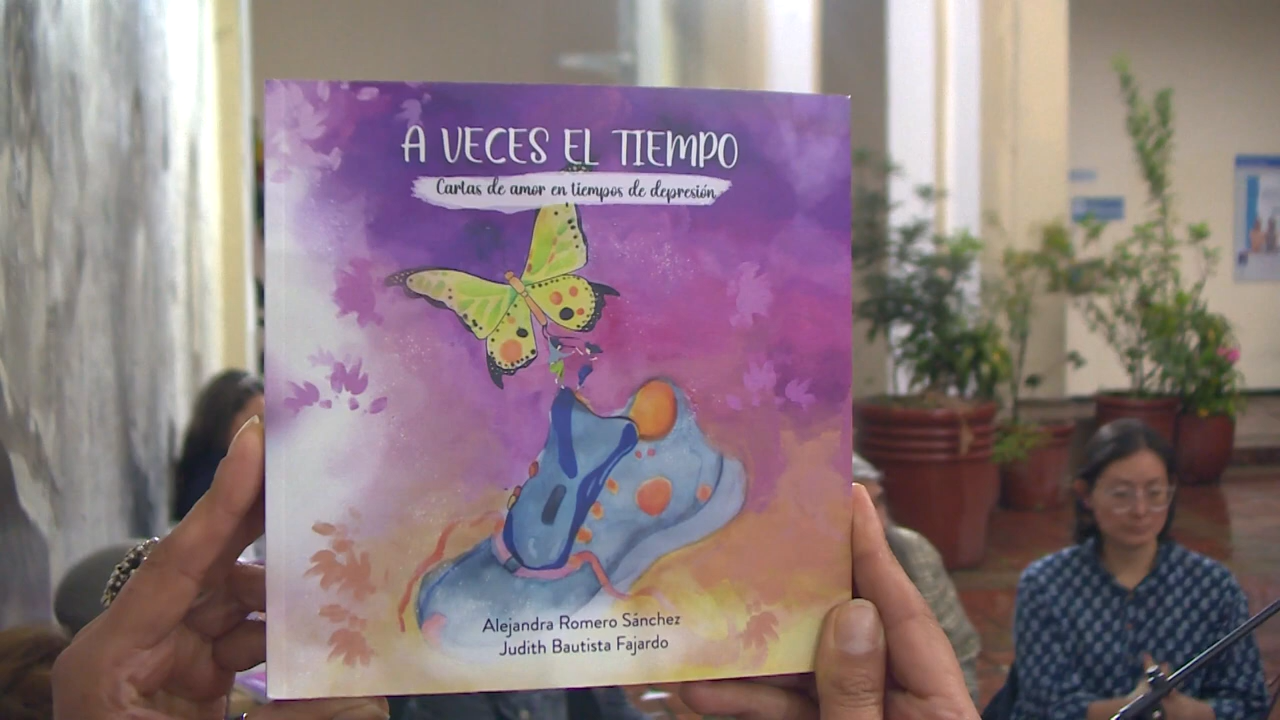 A VECES EL TIEMPO
Cartas de amor en tiempos de depresión
Alejandra Romero Sánchez
Judith Bautista Fajardo